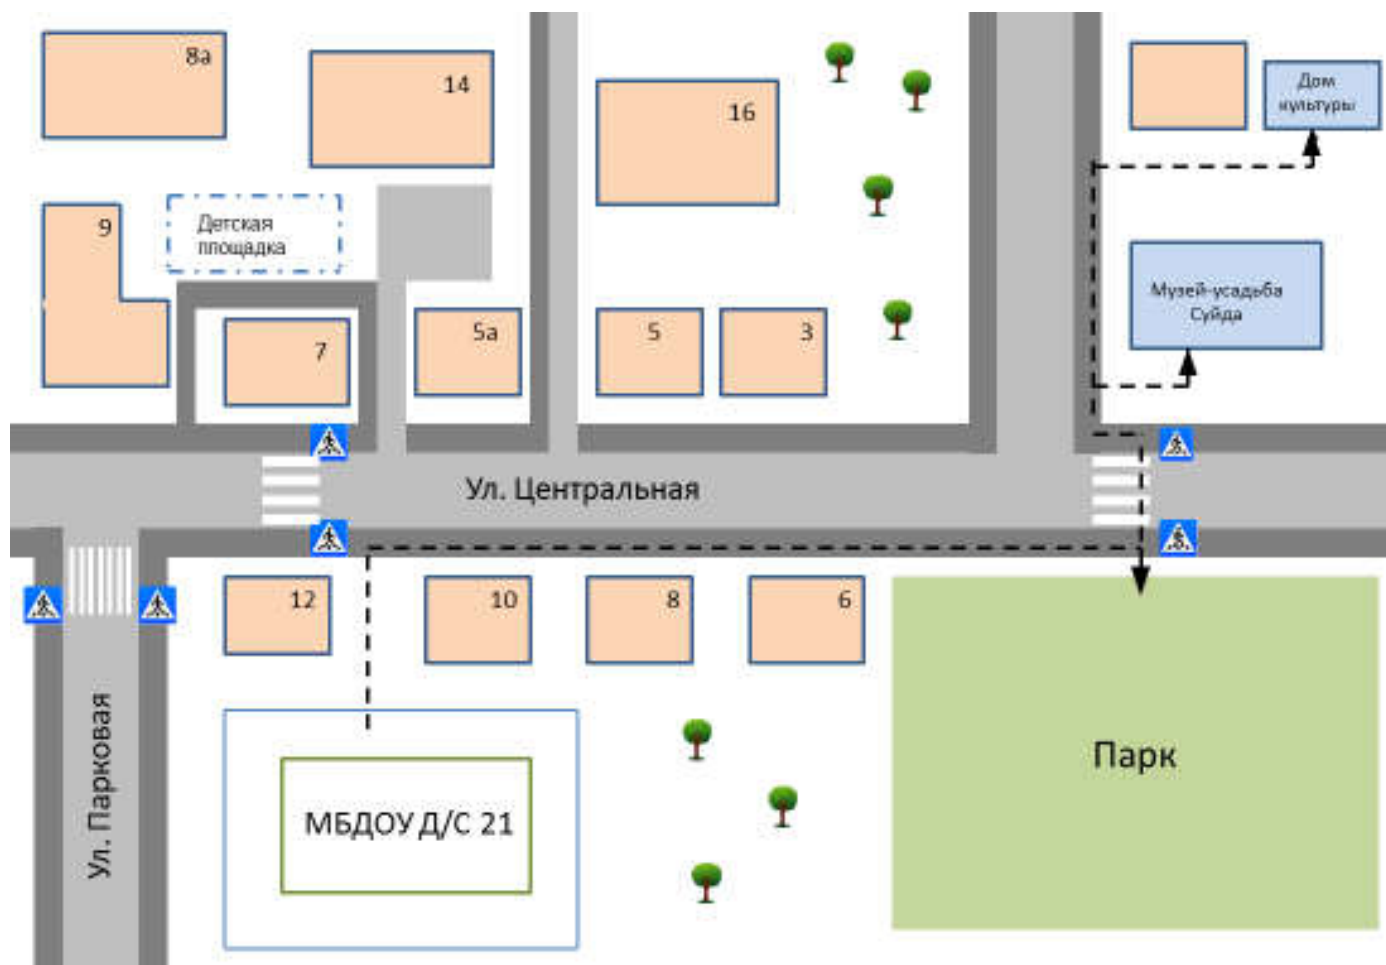 8а
14
16
Дом
культуры
9
Детская
площадка
Музей-усадьба
Суйда
7
5а
5
3
Ул. Центральная
12
10
8
6
Ул. Парковая
Парк
МБДОУ Д/С 21